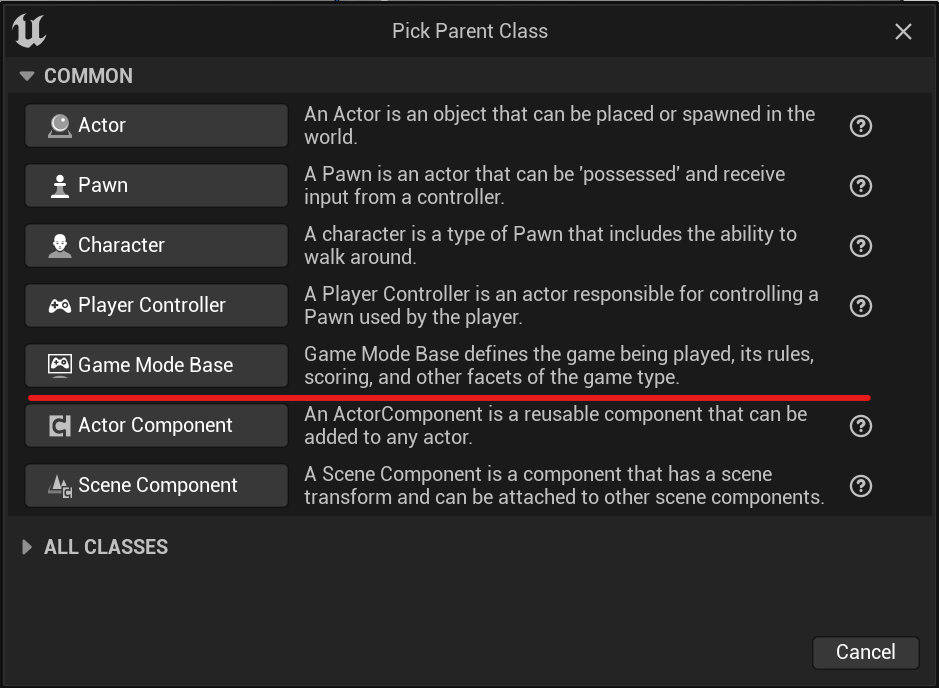 Pick Parent Class
COMMON
Actor
An Actor is an object that can be placed or spawned in the
world.
Pawn
A Pawn is an actor that can be 'possessed' and receive
input from a controller.
Character
A character is a type of Pawn that includes the ability to
walk around.
Player Controller
A Player Controller is an actor responsible for controlling a
Pawn used by the player.
Game Mode Base
Game Mode Base defines the game being played, its rules,
scoring, and other facets of the game type.
Actor Component
An ActorComponent is a reusable component that can be
added to any actor.
Scene Component
A Scene Component is a component that has a scene
transform and can be attached to other scene components.
ALL CLASSES
Cancel